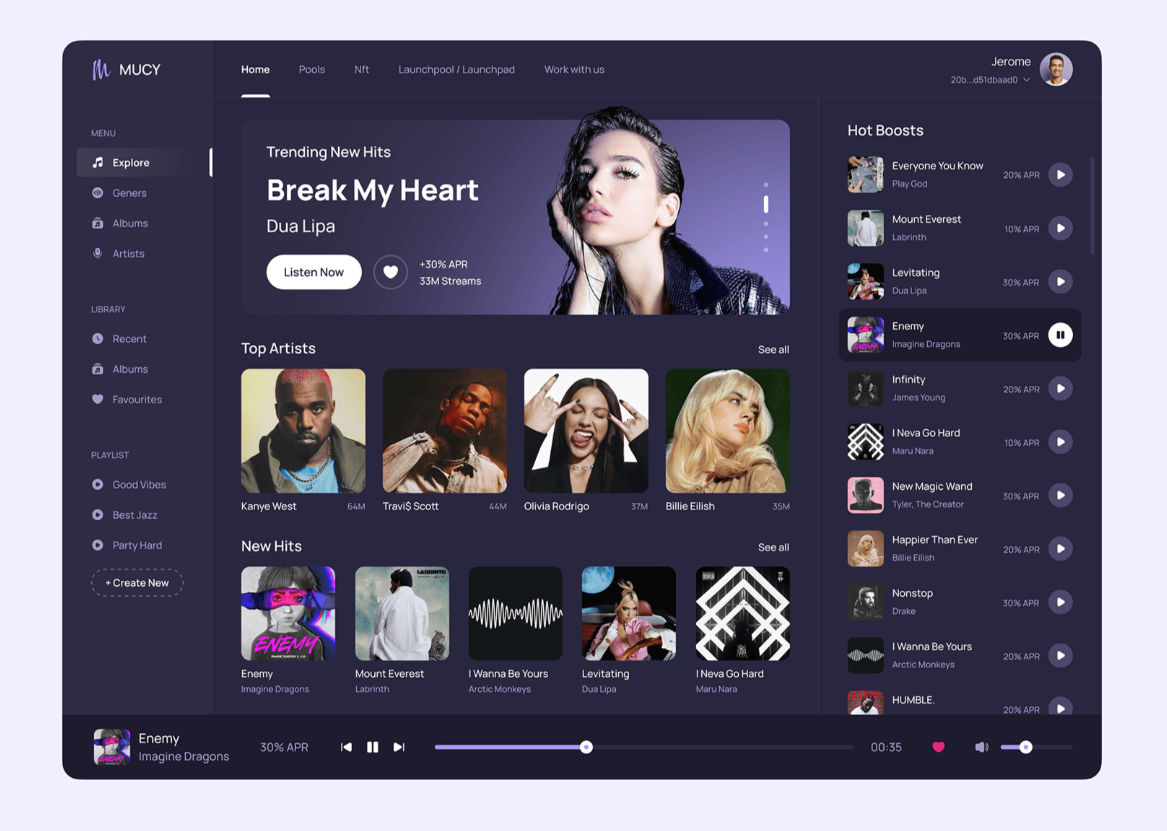 MUCY
Home
Pools
Nft
Launchpool / Launchpad
Work with us
Jerome
20b...d51dbaad0
MENU
Explore
Geners
Albums
Artists
LIBRARY
Recent
Albums
Favourites
PLAYLIST
Good Vibes
Best Jazz
Party Hard
+ Create New
Trending New Hits
Break My Heart
Dua Lipa
Listen Now
+30% APR
33M Streams
Top Artists
See all
Kanye West
64M
Travi$ Scott
44M
Olivia Rodrigo
37M
Billie Eilish
35M
New Hits
See all
ENEMY
LABRINTH
Enemy
Imagine Dragons
Mount Everest
Labrinth
I Wanna Be Yours
Arctic Monkeys
Levitating
Dua Lipa
I Neva Go Hard
Maru Nara
Hot Boosts
Everyone You Know
Play God
20% APR
Mount Everest
Labrinth
10% APR
Levitating
Dua Lipa
30% APR
ENEMY
Enemy
Imagine Dragons
30% APR
Infinity
James Young
20% APR
I Neva Go Hard
Maru Nara
10% APR
New Magic Wand
Tyler, The Creator
30% APR
Happier Than Ever
Billie Eilish
20% APR
Nonstop
Drake
30% APR
I Wanna Be Yours
Arctic Monkeys
20% APR
HUMBLE.
20% APR
ENEMY
Enemy
Imagine Dragons
30% APR
00:35